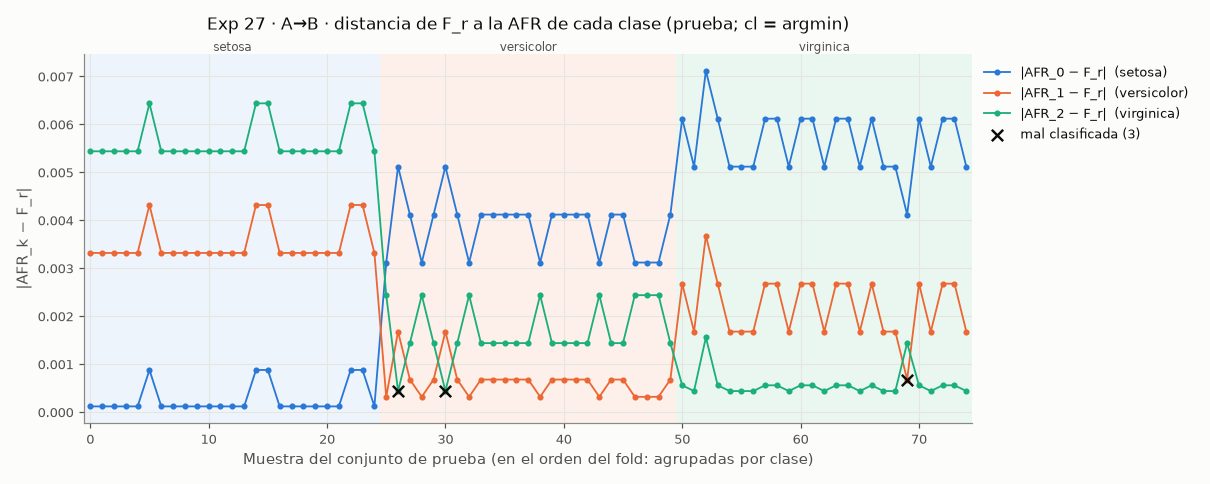 Exp 27 · A→B · distancia de F_r a la AFR de cada clase (prueba; cl = argmin)
setosa versicolor virginica
|AFR_0 − F_r| (setosa)
|AFR_1 − F_r| (versicolor)
|AFR_2 − F_r| (virginica)
mal clasificada (3)
|AFR_k − F_r|
0.007
0.006
0.005
0.004
0.003
0.002
0.001
0.000
0 10 20 30 40 50 60 70
Muestra del conjunto de prueba (en el orden del fold: agrupadas por clase)